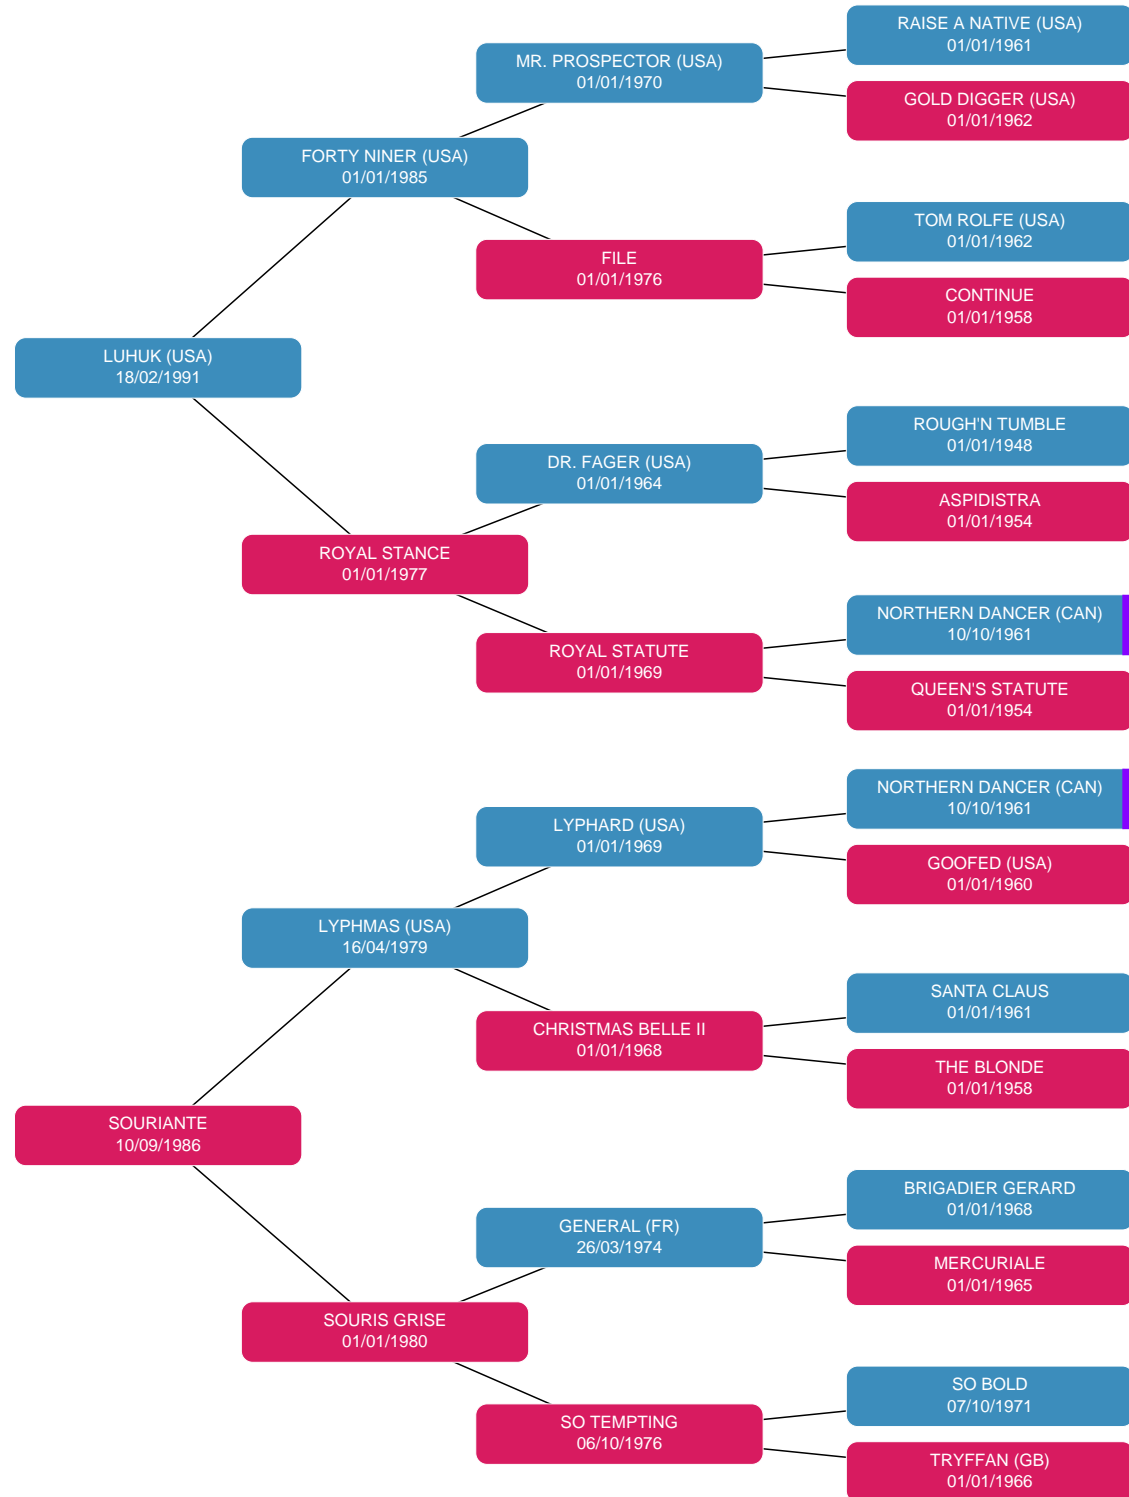 RAISE A NATIVE (USA)
01/01/1961
MR. PROSPECTOR (USA)
01/01/1970
GOLD DIGGER (USA)
01/01/1962
FORTY NINER (USA)
01/01/1985
TOM ROLFE (USA)
01/01/1962
FILE
01/01/1976
CONTINUE
01/01/1958
LUHUK (USA)
18/02/1991
ROUGH'N TUMBLE
01/01/1948
DR. FAGER (USA)
01/01/1964
ASPIDISTRA
01/01/1954
ROYAL STANCE
01/01/1977
NORTHERN DANCER (CAN)
10/10/1961
ROYAL STATUTE
01/01/1969
QUEEN'S STATUTE
01/01/1954
NORTHERN DANCER (CAN)
10/10/1961
LYPHARD (USA)
01/01/1969
GOOFED (USA)
01/01/1960
LYPHMAS (USA)
16/04/1979
SANTA CLAUS
01/01/1961
CHRISTMAS BELLE II
01/01/1968
THE BLONDE
01/01/1958
SOURIANTE
10/09/1986
BRIGADIER GERARD
01/01/1968
GENERAL (FR)
26/03/1974
MERCURIALE
01/01/1965
SOURIS GRISE
01/01/1980
SO BOLD
07/10/1971
SO TEMPTING
06/10/1976
TRYFFAN (GB)
01/01/1966